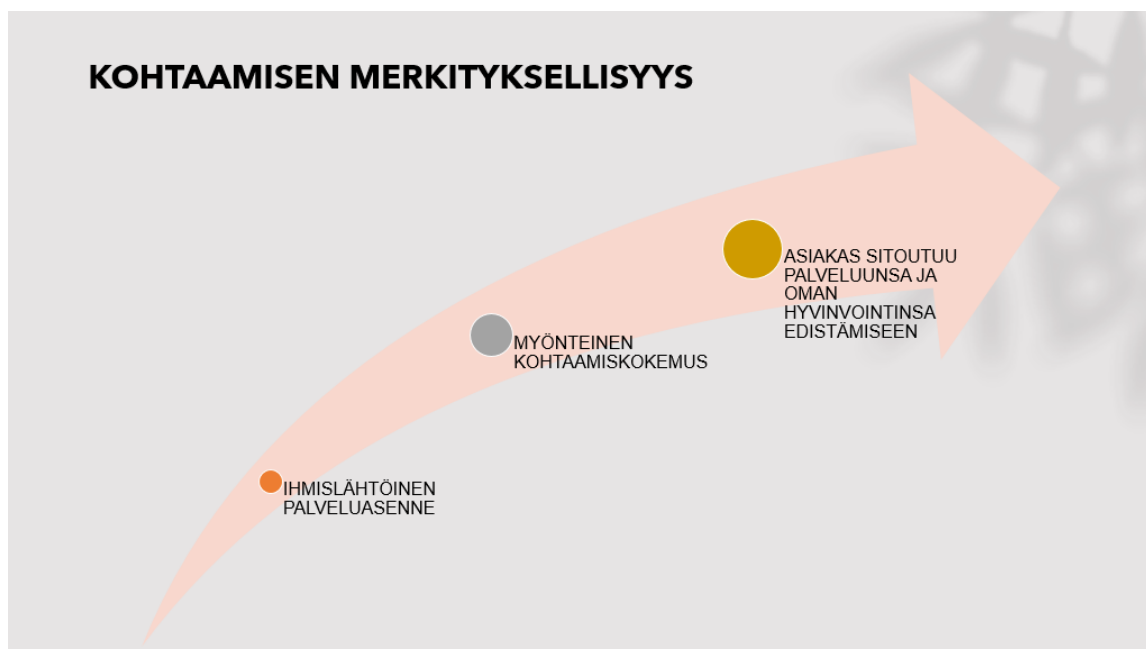 KOHTAAMISEN MERKITYKSELLISYYS
IHMISLÄHTÖINEN
PALVELUASENNE
MYÖNTEINEN
KOHTAAMISKOKEMUS
ASIAKAS SITOUTUU
PALVELUUNSA JA
OMAN
HYVINVOINTINSA
EDISTÄMISEEN